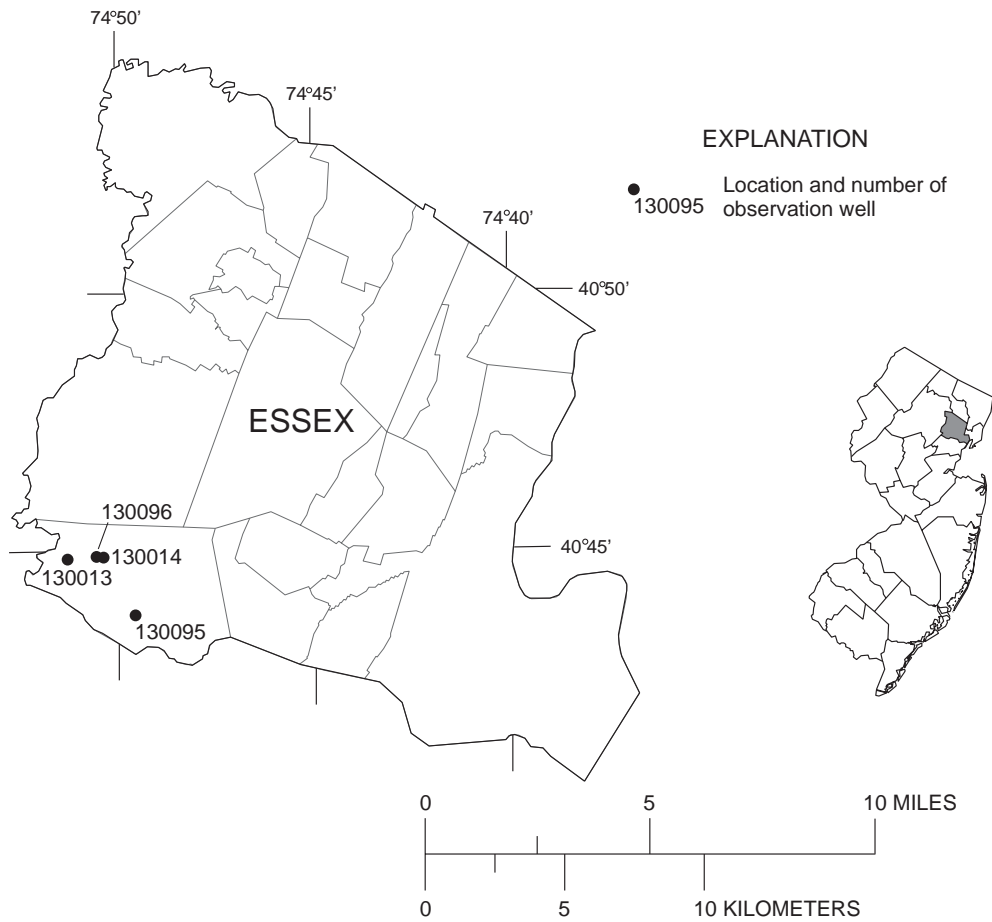 74°50'
74°45'
EXPLANATION
130095
Location and number of
observation well
74°40'
40°50'
ESSEX
130096
130014
130013
40°45'
130095
0 5 10 MILES
0 5 10 KILOMETERS